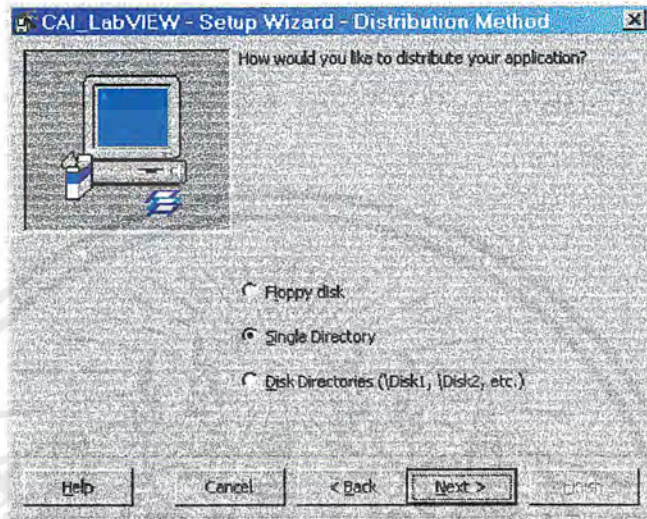 CAI_LabVIEW - Setup Wizard - Distribution Method
How would you like to distribute your application?
Floppy disk
Single Directory
Disk Directories (\Disk1, \Disk2, etc.)
Help Cancel < Back Next > Finish